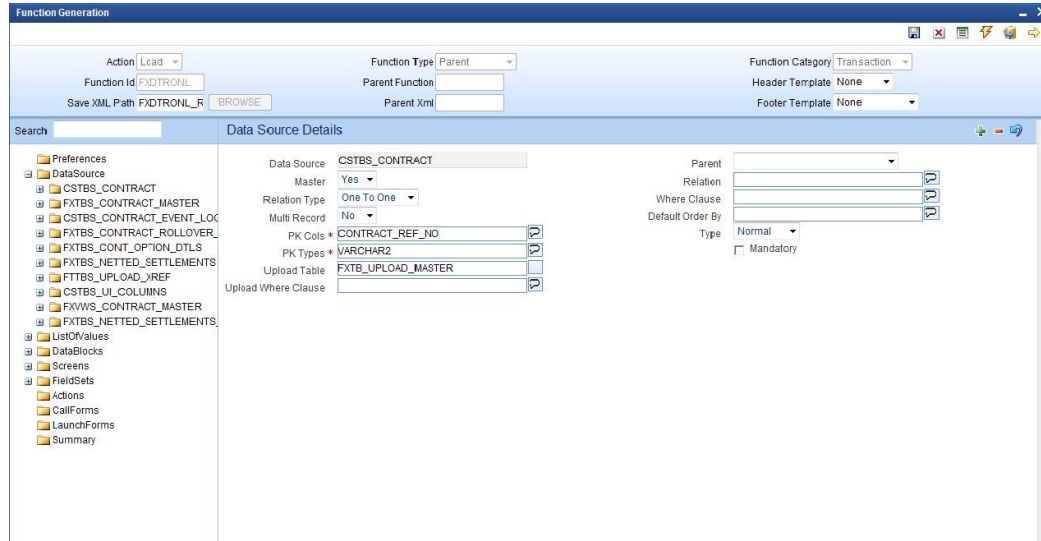 Function Generation
Action Load Function Type Parent Function Category Transaction
Function Id FXDTRONL Parent Function Header Template None
Save XML Path FXDTRONL_R BROWSE Parent Xml Footer Template None
Search Data Source Details
Preferences
DataSource
CSTBS_CONTRACT
FXTBS_CONTRACT_MASTER
CSTBS_CONTRACT_EVENT_LOG
FXTBS_CONTRACT_ROLLOVER_
FXTBS_CONT_OPTION_DTLS
FXTBS_NETTED_SETTLEMENTS
FTTBS_UPLOAD_XREF
CSTBS_UI_COLUMNS
FXVWS_CONTRACT_MASTER
FXTBS_NETTED_SETTLEMENTS_
ListOfValues
DataBlocks
Screens
FieldSets
Actions
CallForms
LaunchForms
Summary
Data Source CSTBS_CONTRACT Parent
Master Yes Relation
Relation Type One To One Where Clause
Multi Record No Default Order By
PK Cols * CONTRACT_REF_NO Type Normal
PK Types * VARCHAR2 Mandatory
Upload Table FXTB_UPLOAD_MASTER
Upload Where Clause